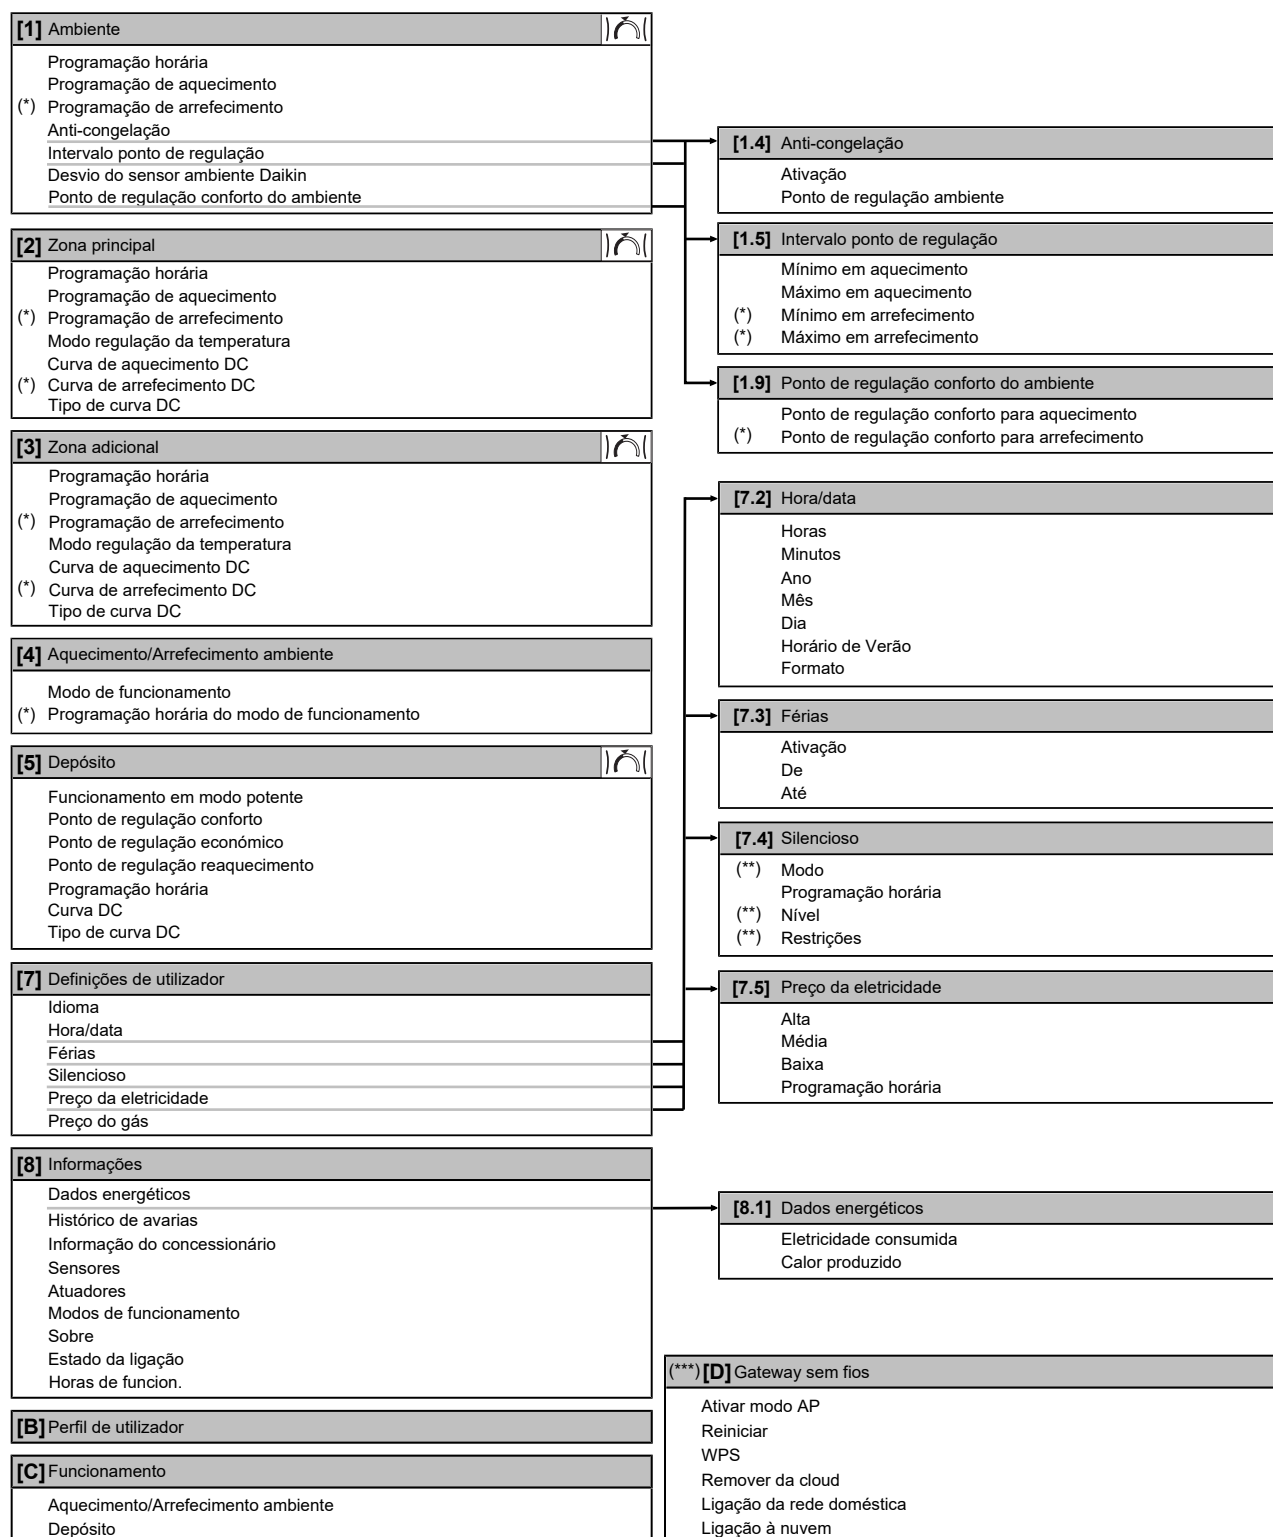 [1] Ambiente
Programação horária
Programação de aquecimento
(*) Programação de arrefecimento
Anti-congelação
Intervalo ponto de regulação
Desvio do sensor ambiente Daikin
Ponto de regulação conforto do ambiente
[2] Zona principal
Programação horária
Programação de aquecimento
(*) Programação de arrefecimento
Modo regulação da temperatura
Curva de aquecimento DC
(*) Curva de arrefecimento DC
Tipo de curva DC
[3] Zona adicional
Programação horária
Programação de aquecimento
(*) Programação de arrefecimento
Modo regulação da temperatura
Curva de aquecimento DC
(*) Curva de arrefecimento DC
Tipo de curva DC
[4] Aquecimento/Arrefecimento ambiente
Modo de funcionamento
(*) Programação horária do modo de funcionamento
[5] Depósito
Funcionamento em modo potente
Ponto de regulação conforto
Ponto de regulação económico
Ponto de regulação reaquecimento
Programação horária
Curva DC
Tipo de curva DC
[7] Definições de utilizador
Idioma
Hora/data
Férias
Silencioso
Preço da eletricidade
Preço do gás
[8] Informações
Dados energéticos
Histórico de avarias
Informação do concessionário
Sensores
Atuadores
Modos de funcionamento
Sobre
Estado da ligação
Horas de funcion.
[B] Perfil de utilizador
[C] Funcionamento
Aquecimento/Arrefecimento ambiente
Depósito
[1.4] Anti-congelação
Ativação
Ponto de regulação ambiente
[1.5] Intervalo ponto de regulação
Mínimo em aquecimento
Máximo em aquecimento
(*) Mínimo em arrefecimento
(*) Máximo em arrefecimento
[1.9] Ponto de regulação conforto do ambiente
Ponto de regulação conforto para aquecimento
(*) Ponto de regulação conforto para arrefecimento
[7.2] Hora/data
Horas
Minutos
Ano
Mês
Dia
Horário de Verão
Formato
[7.3] Férias
Ativação
De
Até
[7.4] Silencioso
(**) Modo
Programação horária
(**) Nível
(**) Restrições
[7.5] Preço da eletricidade
Alta
Média
Baixa
Programação horária
[8.1] Dados energéticos
Eletricidade consumida
Calor produzido
(***) [D] Gateway sem fios
Ativar modo AP
Reiniciar
WPS
Remover da cloud
Ligação da rede doméstica
Ligação à nuvem